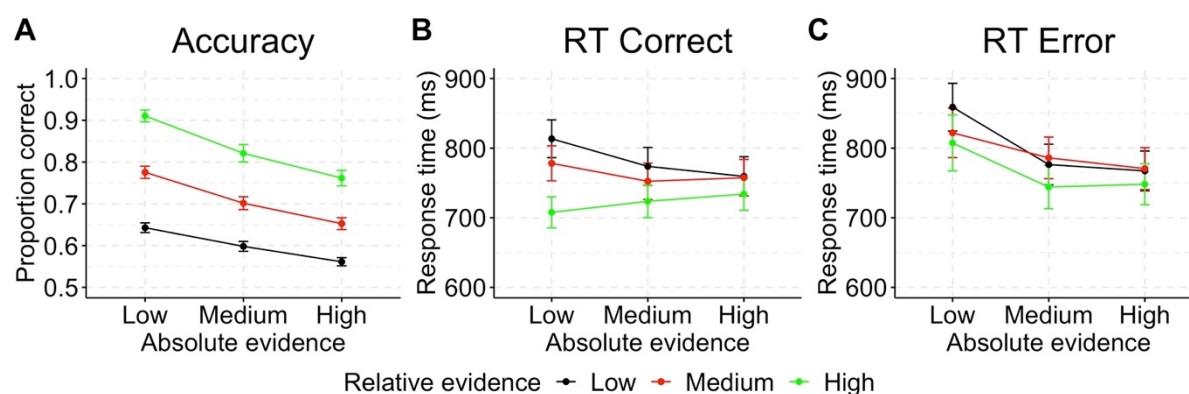 A Accuracy
Proportion correct
1.0
0.9
0.8
0.7
0.6
0.5
Low Medium High
Absolute evidence
B RT Correct
Response time (ms)
900
800
700
600
Low Medium High
Absolute evidence
C RT Error
Response time (ms)
900
800
700
600
Low Medium High
Absolute evidence
Relative evidence Low Medium High